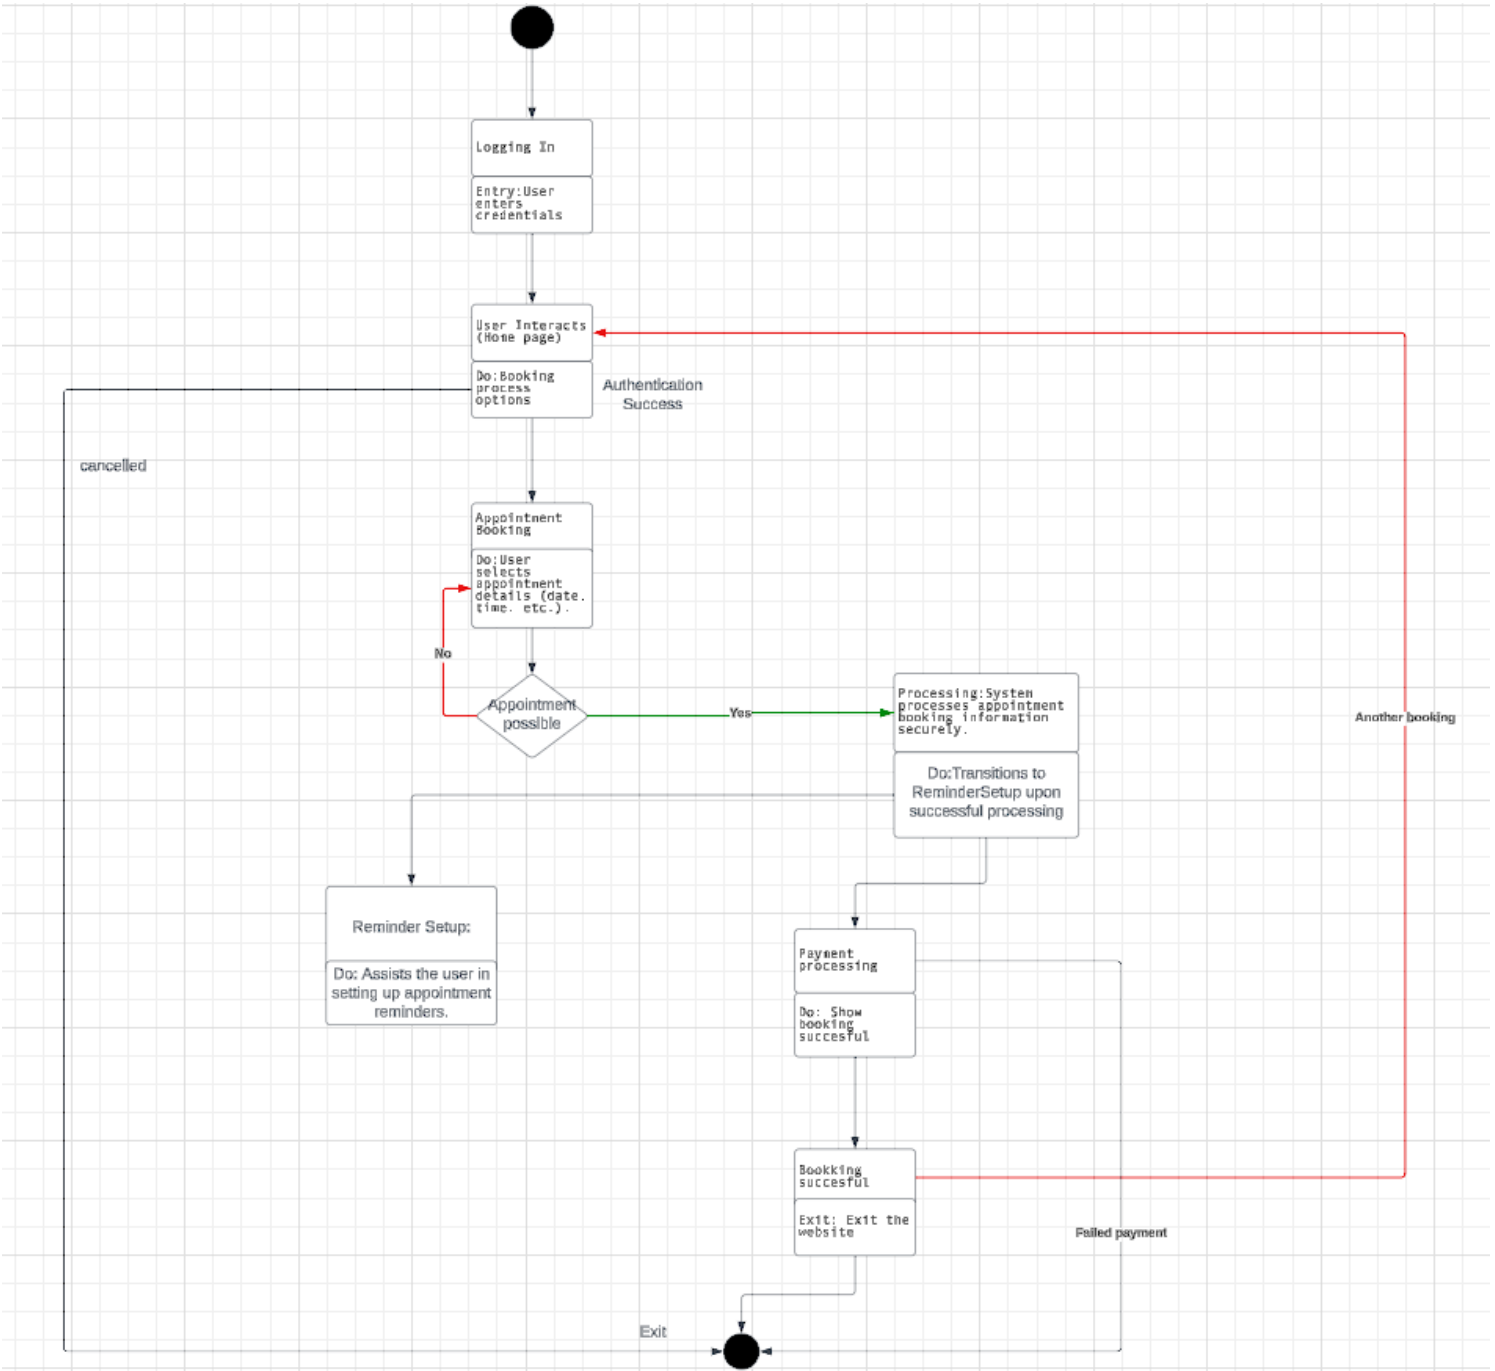 Logging In
Entry:User
enters
credentials
User Interacts
(Home page)
Do:Booking
process
options
Authentication
Success
cancelled
Appointment
Booking
Do:User
selects
appointment
details (date,
time, etc.).
No
Appointment
possible
Yes
Processing:System
processes appointment
booking information
securely.
Another booking
Do:Transitions to
ReminderSetup upon
successful processing
Reminder Setup:
Do: Assists the user in
setting up appointment
reminders.
Payment
processing
Do: Show
booking
succesful
Bookking
succesful
Exit: Exit the
website
Failed payment
Exit